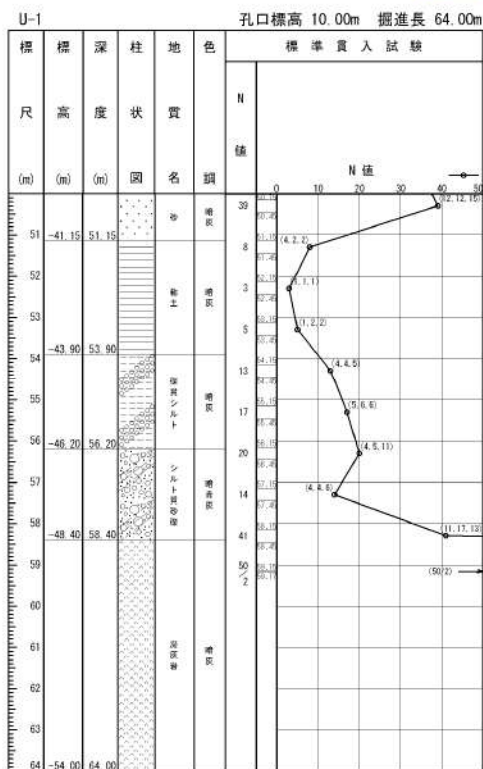 U-1 孔口標高 10.00m 掘進長 64.00m
標尺(m) 標高(m) 深度(m) 柱状図 地質名 色調 標準貫入試験
N値
N 値
0 10 20 30 40 50
39 (12,12,15)
51 -41.15 51.15 砂 暗灰
8 (4,2,2)
52
3 (1,1,1)
53 粘土 暗灰
5 (1,2,2)
54 -43.90 53.90
13 (4,4,5)
55 礫質シルト 暗灰
17 (5,6,6)
56 -46.20 56.20
20 (4,5,11)
57 シルト質砂礫
14 (4,4,6)
58 -48.40 58.40
41 (11,17,13)
59
50/2 (50/2)
60
61 暗灰
62
63
64 -54.00 64.00